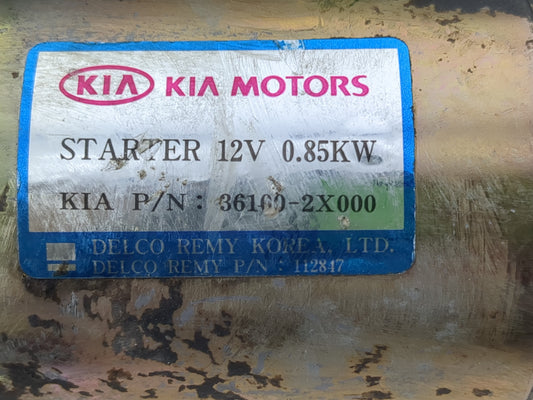 KIA KIA MOTORS
STARTER 12V 0.85KW
KIA P/N : 36100-2X000
DELCO REMY KOREA, LTD.
DELCO REMY P/N : 112847